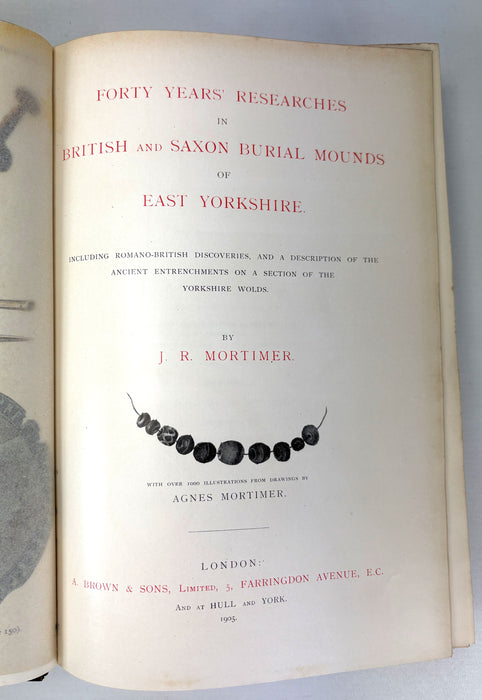 FORTY YEARS' RESEARCHES
IN
BRITISH AND SAXON BURIAL MOUNDS
OF
EAST YORKSHIRE.
INCLUDING ROMANO-BRITISH DISCOVERIES, AND A DESCRIPTION OF THE
ANCIENT ENTRENCHMENTS ON A SECTION OF THE
YORKSHIRE WOLDS.
BY
J. R. MORTIMER.
WITH OVER 1000 ILLUSTRATIONS FROM DRAWINGS BY
AGNES MORTIMER.
LONDON:
A. BROWN & SONS, LIMITED, 5, FARRINGDON AVENUE, E.C.
AND AT HULL AND YORK.
1905.
150).